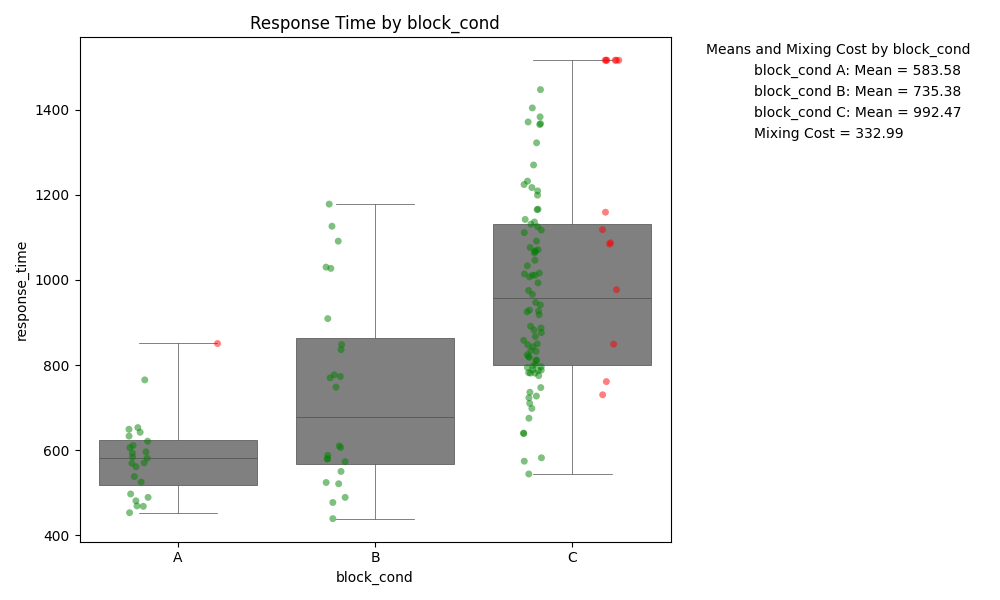 Response Time by block_cond
Means and Mixing Cost by block_cond
block_cond A: Mean = 583.58
block_cond B: Mean = 735.38
block_cond C: Mean = 992.47
Mixing Cost = 332.99
response_time
1400
1200
1000
800
600
400
A
B
C
block_cond